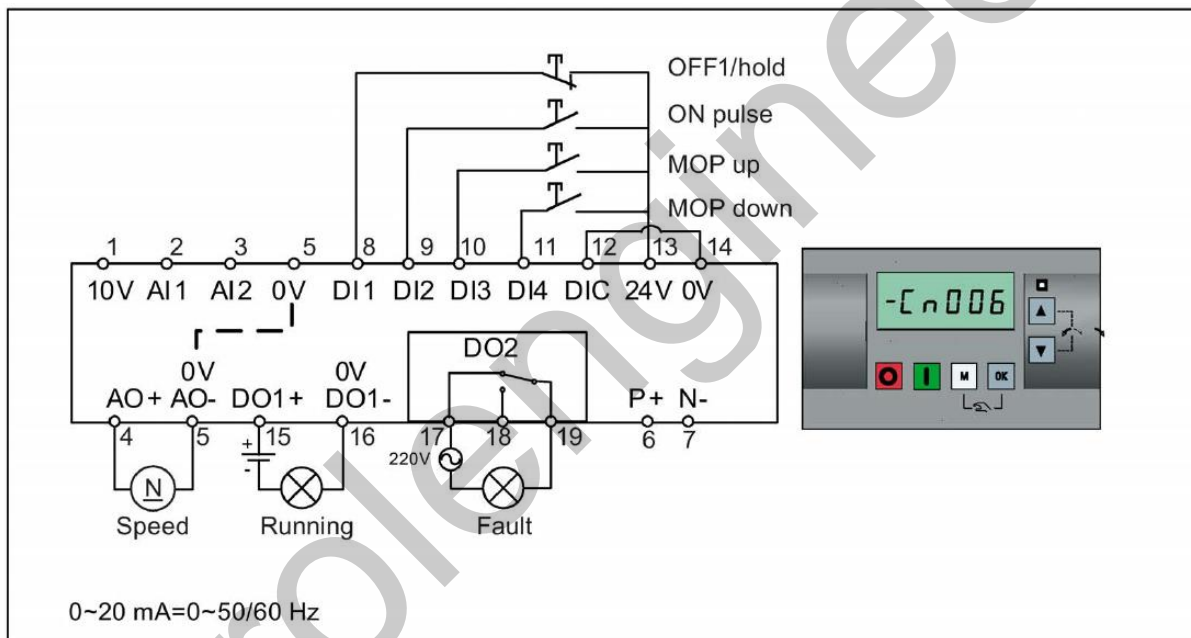 OFF1/hold
ON pulse
MOP up
MOP down
1 2 3 5 8 9 10 11 12 13 14
10V AI1 AI2 0V DI1 DI2 DI3 DI4 DIC 24V 0V
-Cn006
DO2
0V 0V
AO+ AO- DO1+ DO1- P+ N-
M OK
4 5 15 16 17 18 19 6 7
+
-
220V
N
Speed Running Fault
0~20 mA=0~50/60 Hz
rolengine